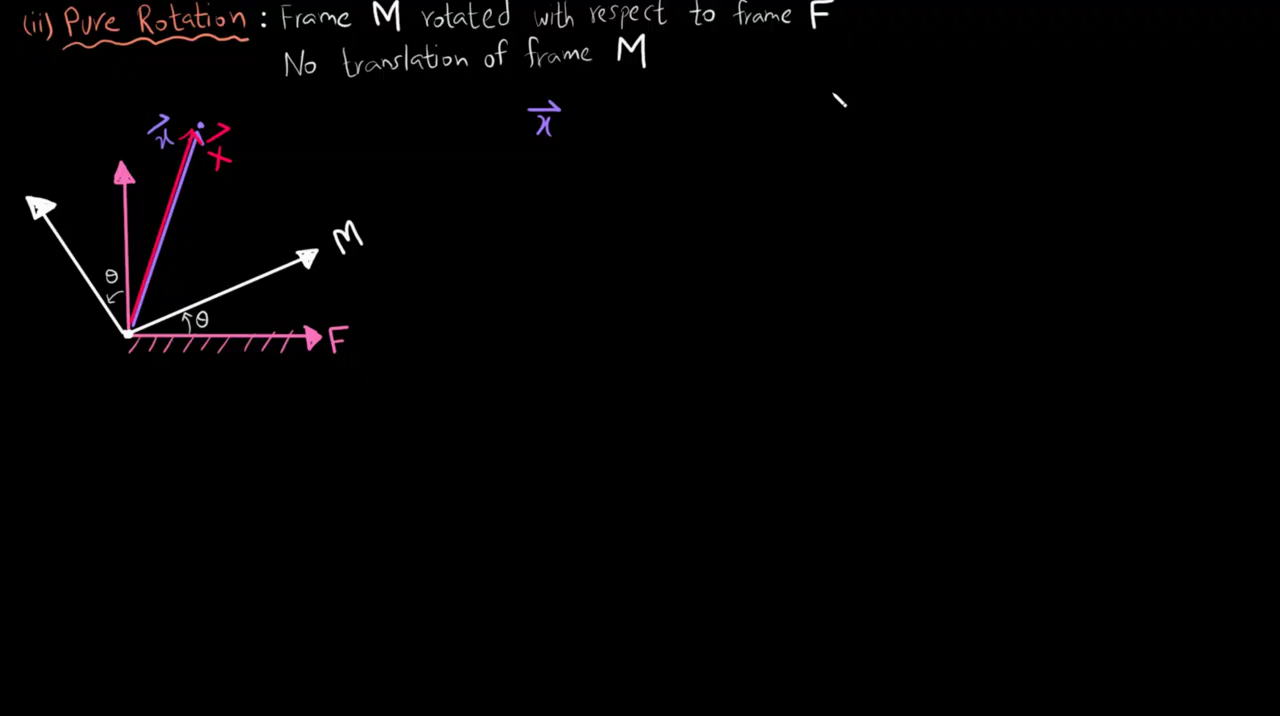 (ii) Pure Rotation : Frame M rotated with respect to frame F
No translation of frame M
x
x
X
M
θ
θ
F